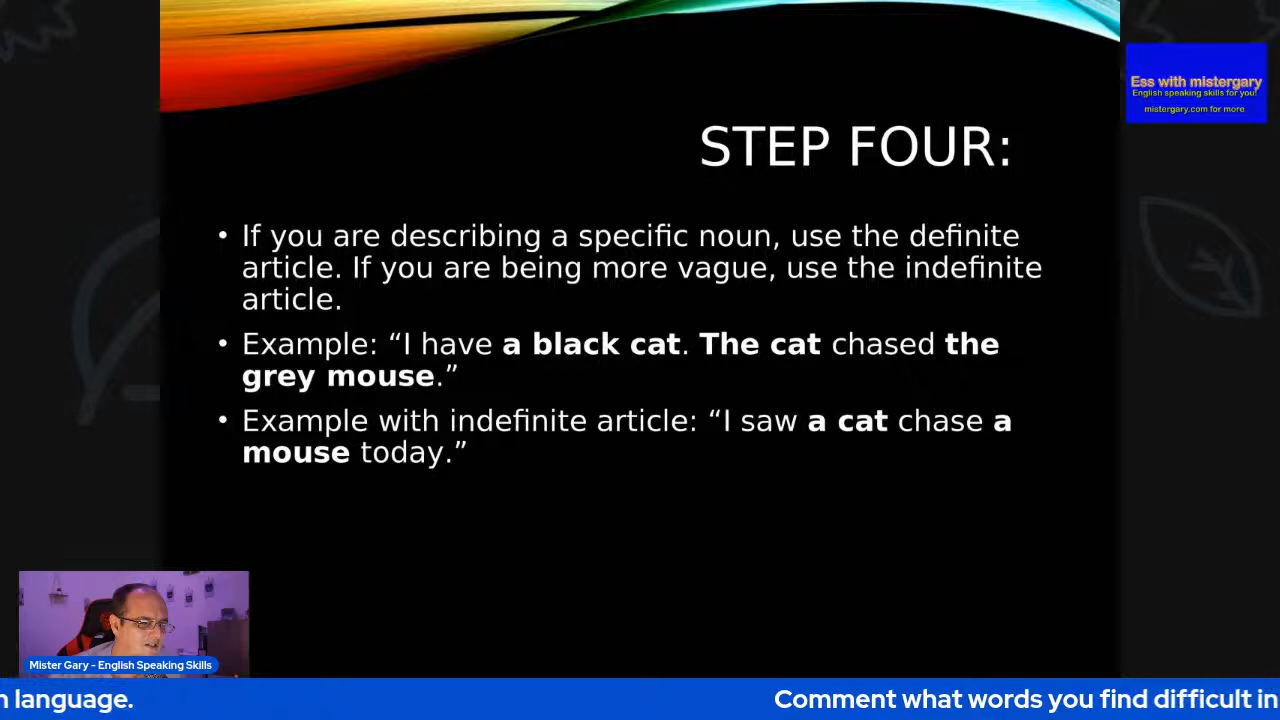 Ess with mistergary
English speaking skills for you!
mistergary.com for more
STEP FOUR:
• If you are describing a specific noun, use the definite
article. If you are being more vague, use the indefinite
article.
• Example: “I have a black cat. The cat chased the
grey mouse.”
• Example with indefinite article: “I saw a cat chase a
mouse today.”
Mister Gary - English Speaking Skills
n language.
Comment what words you find difficult in